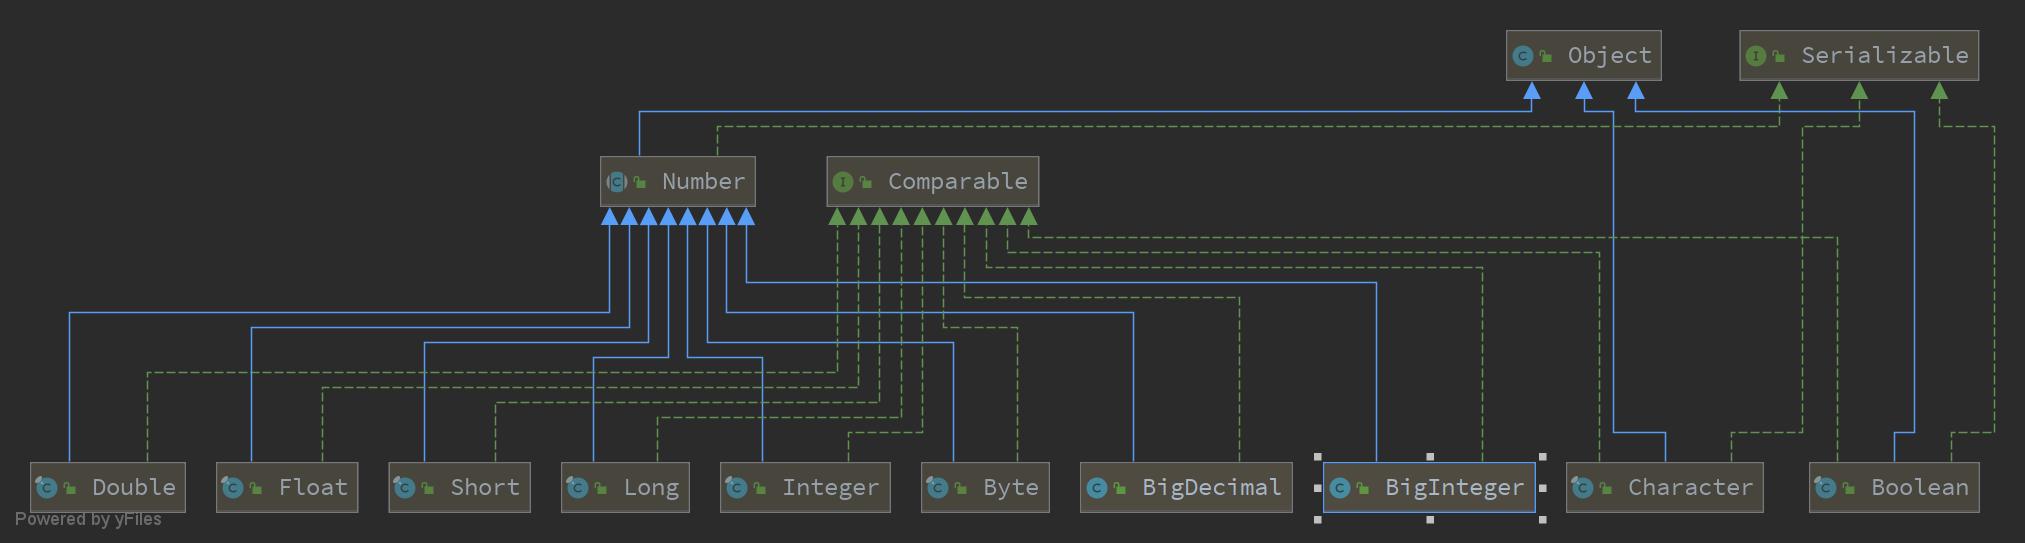 Object
Serializable
Number
Comparable
Double
Float
Short
Long
Integer
Byte
BigDecimal
BigInteger
Character
Boolean
Powered by yFiles